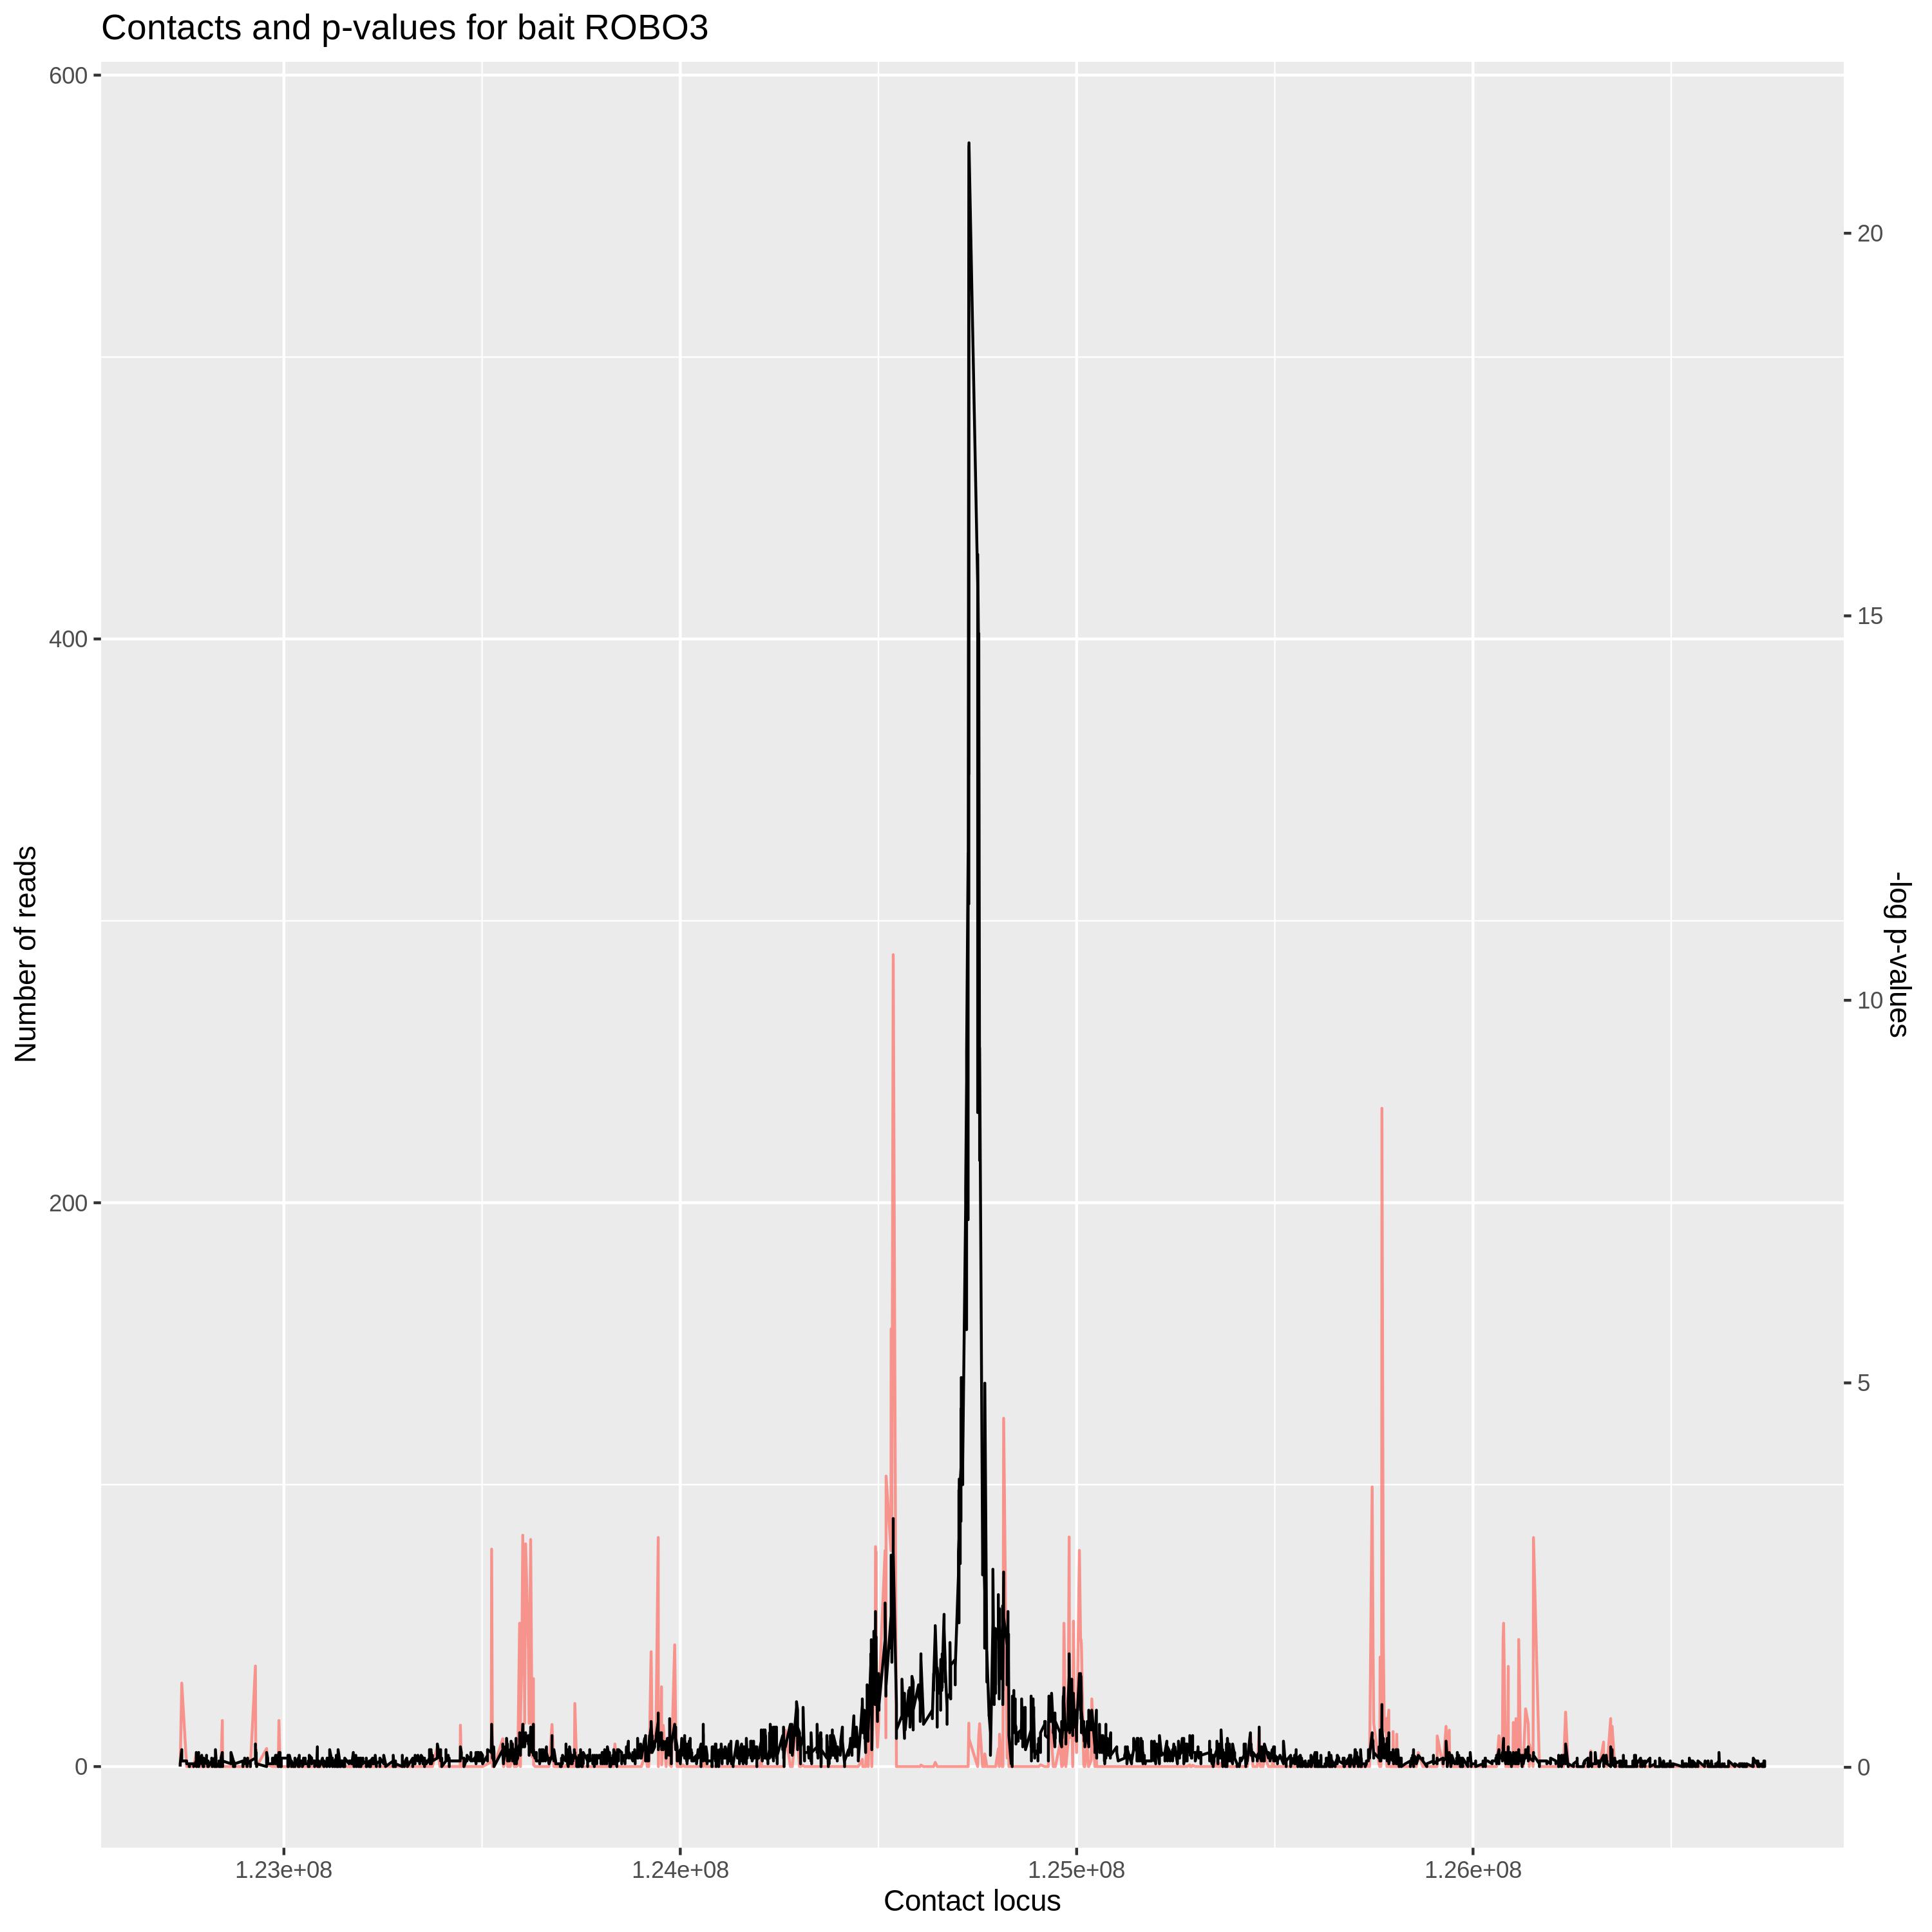 Contacts and p-values for bait ROBO3
600
400
200
0
Number of reads
20
15
10
5
0
-log p-values
1.23e+08 1.24e+08 1.25e+08 1.26e+08
Contact locus